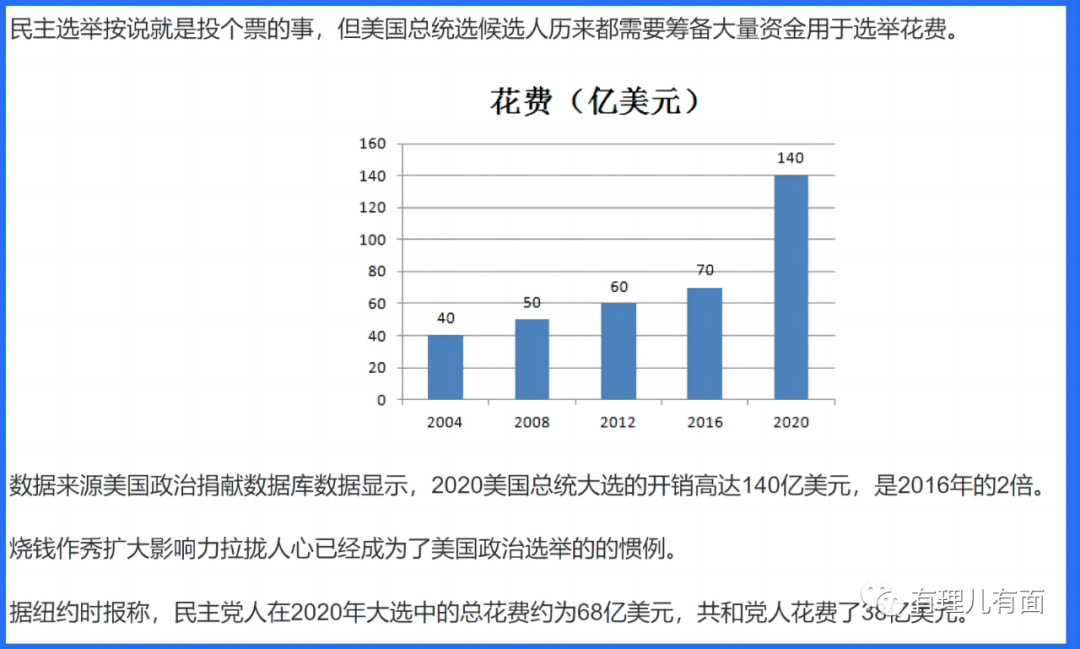 民主选举按说就是投个票的事，但美国总统选候选人历来都需要筹备大量资金用于选举花费。
花费（亿美元）
160
140
120
100
80
60
40
20
0
40
50
60
70
140
2004 2008 2012 2016 2020
数据来源美国政治捐献数据库数据显示，2020美国总统大选的开销高达140亿美元，是2016年的2倍。
烧钱作秀扩大影响力拉拢人心已经成为了美国政治选举的的惯例。
据纽约时报称，民主党人在2020年大选中的总花费约为68亿美元，共和党人花费了38亿美元。
有理儿有面